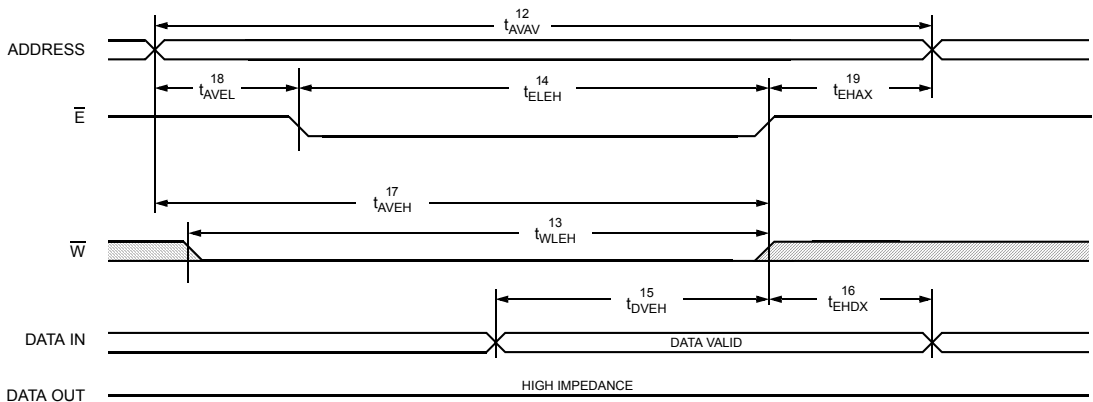 12
tAVAV
ADDRESS
18
tAVEL
14
tELEH
19
tEHAX
E
17
tAVEH
13
tWLEH
W
15
tDVEH
16
tEHDX
DATA IN
DATA VALID
HIGH IMPEDANCE
DATA OUT